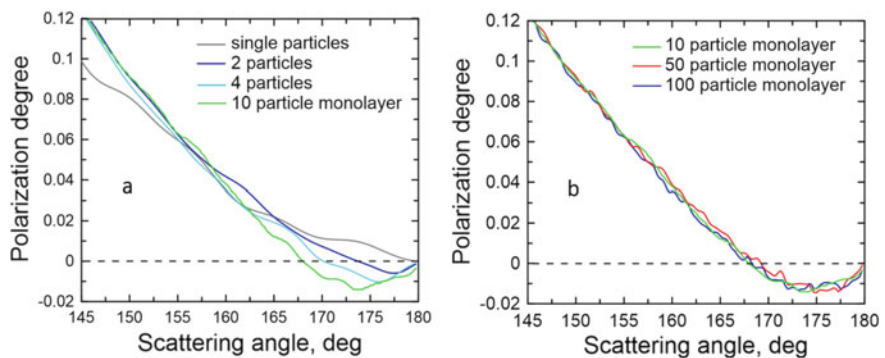 0.12
0.10
0.08
0.06
0.04
0.02
0
-0.02
Polarization degree
single particles
2 particles
4 particles
10 particle monolayer
a
145 150 155 160 165 170 175 180
Scattering angle, deg
0.12
0.10
0.08
0.06
0.04
0.02
0
-0.02
Polarization degree
10 particle monolayer
50 particle monolayer
100 particle monolayer
b
145 150 155 160 165 170 175 180
Scattering angle, deg